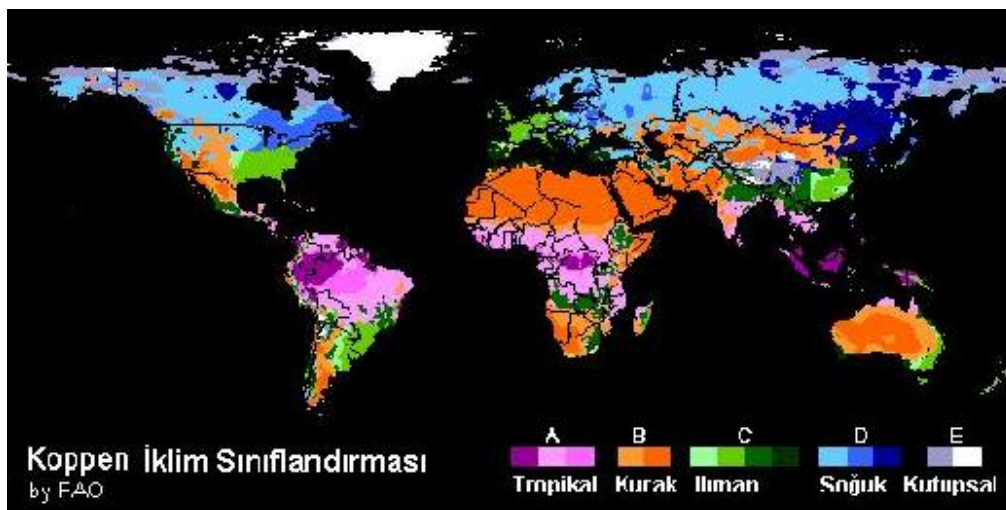 A B C D E
Tropikal Kurak Ilıman Soğuk Kutupsal
Koppen İklim Sınıflandırması
by FAO